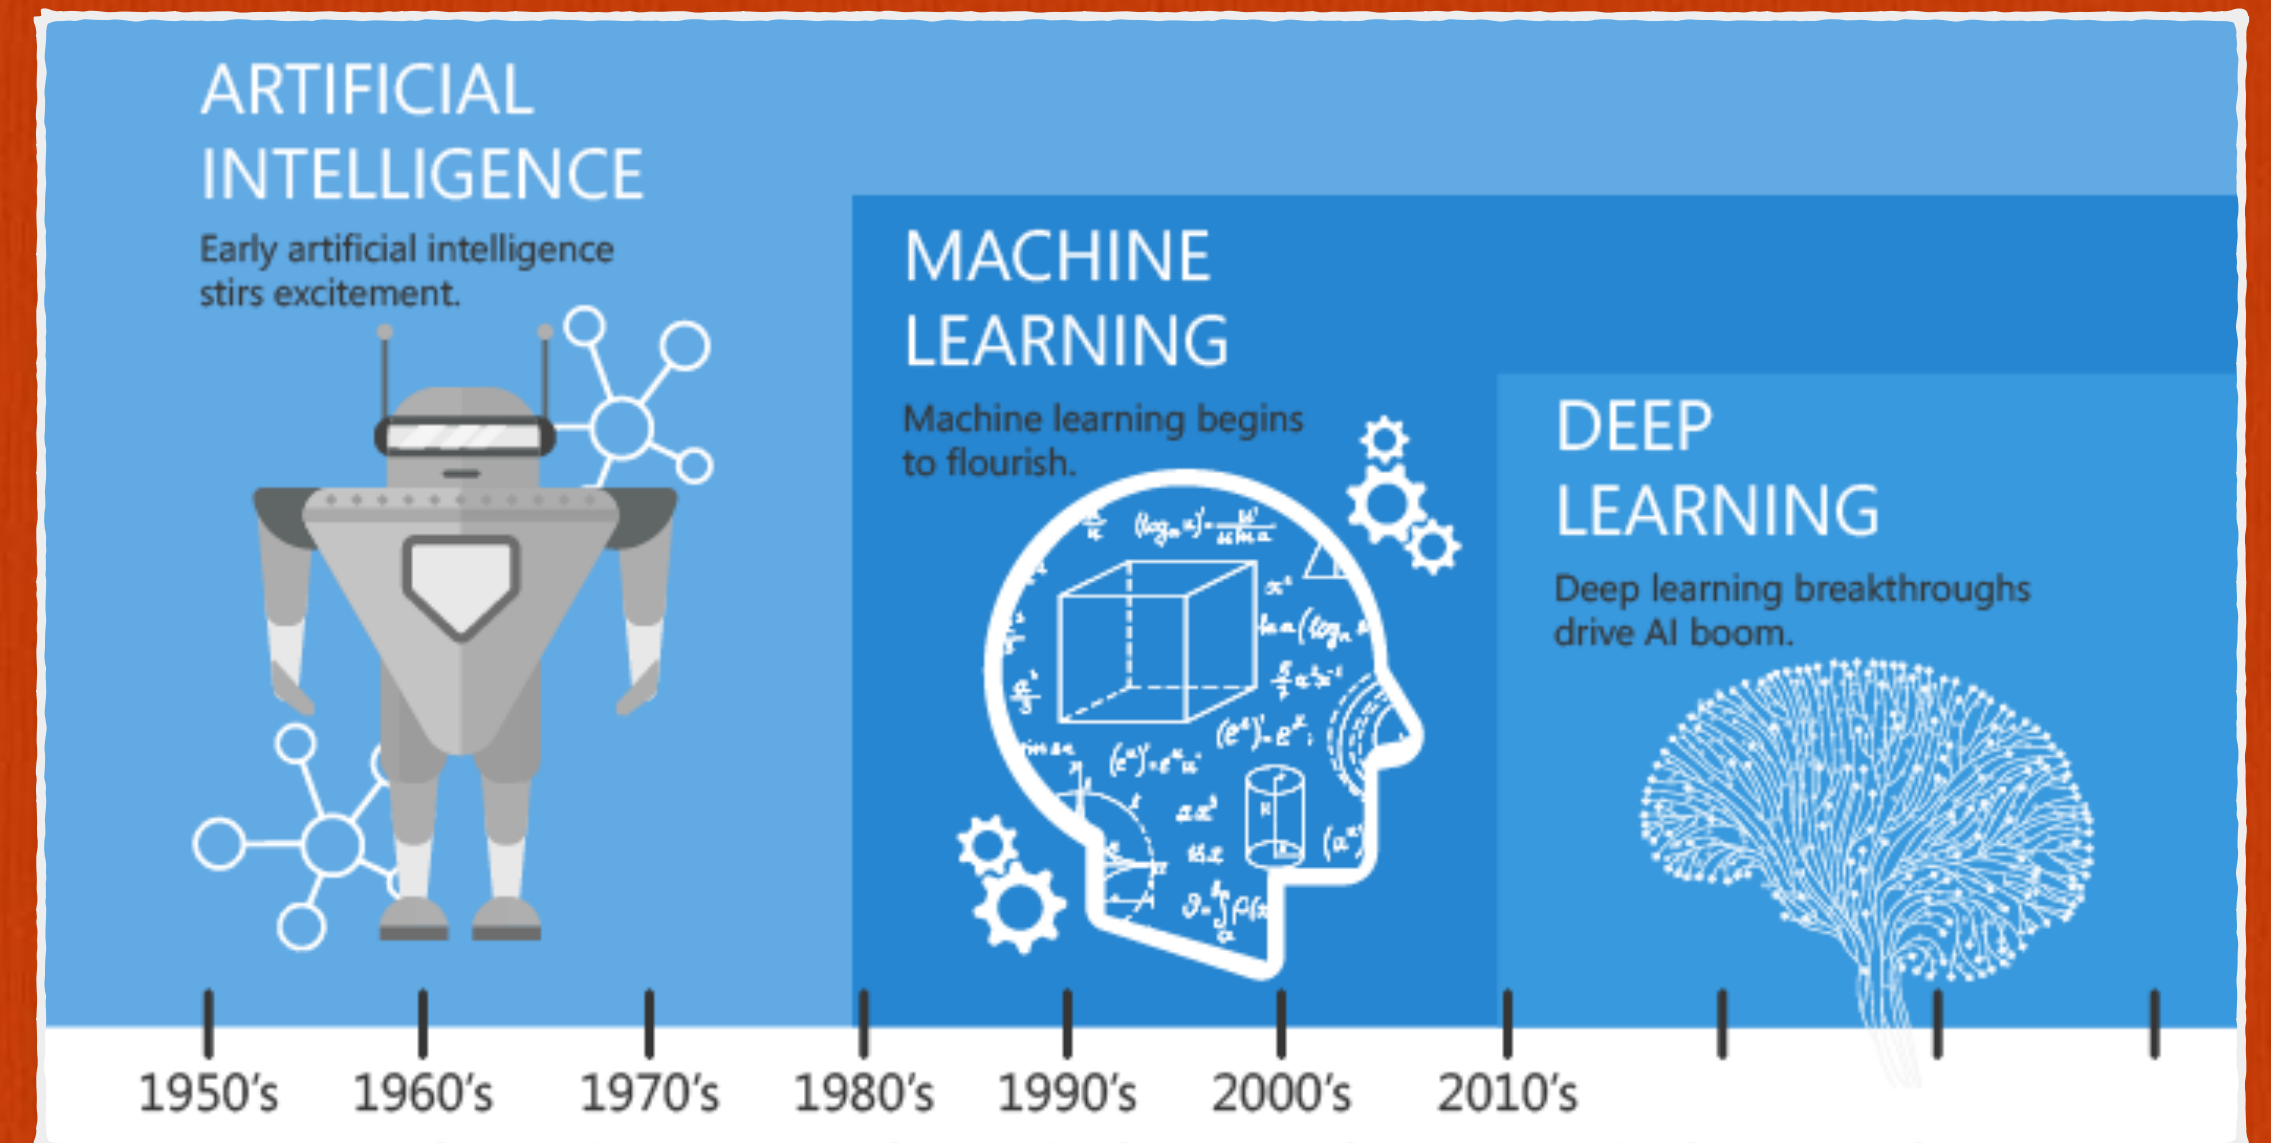 ARTIFICIAL
INTELLIGENCE
Early artificial intelligence
stirs excitement.
MACHINE
LEARNING
Machine learning begins
to flourish.
DEEP
LEARNING
Deep learning breakthroughs
drive AI boom.
1950's 1960's 1970's 1980's 1990's 2000's 2010's